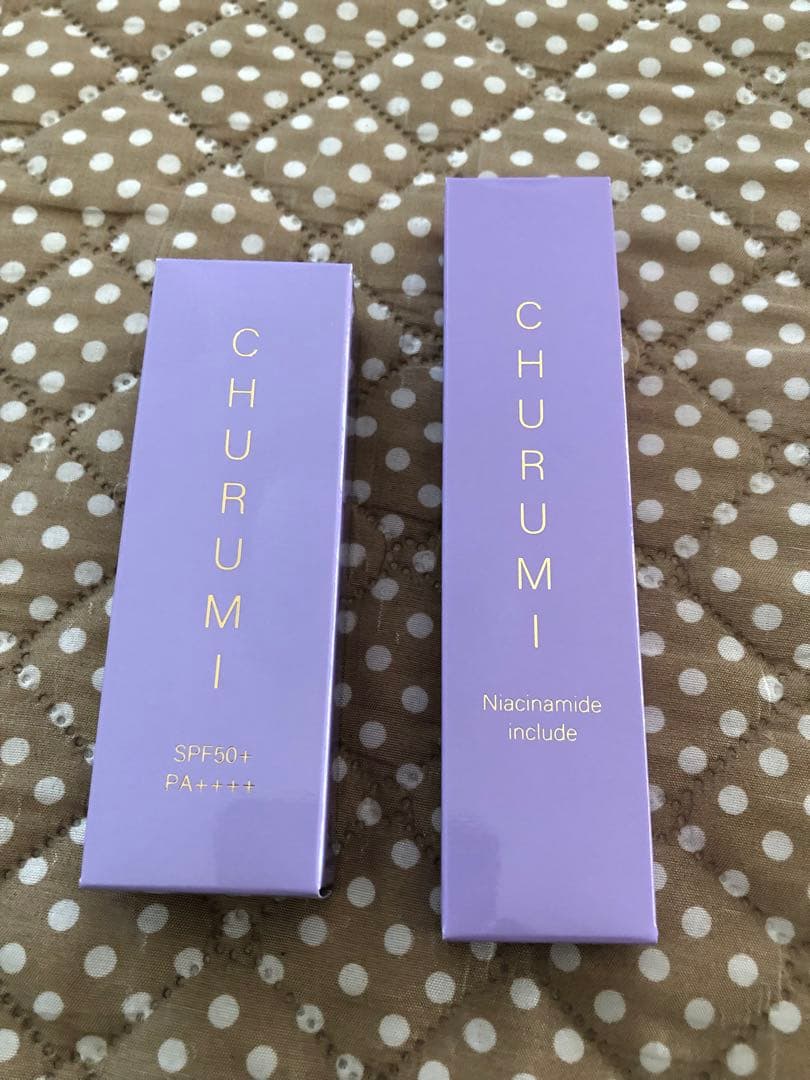 CHURUMI
SPF50+
PA++++
CHURUMI
Niacinamide
include